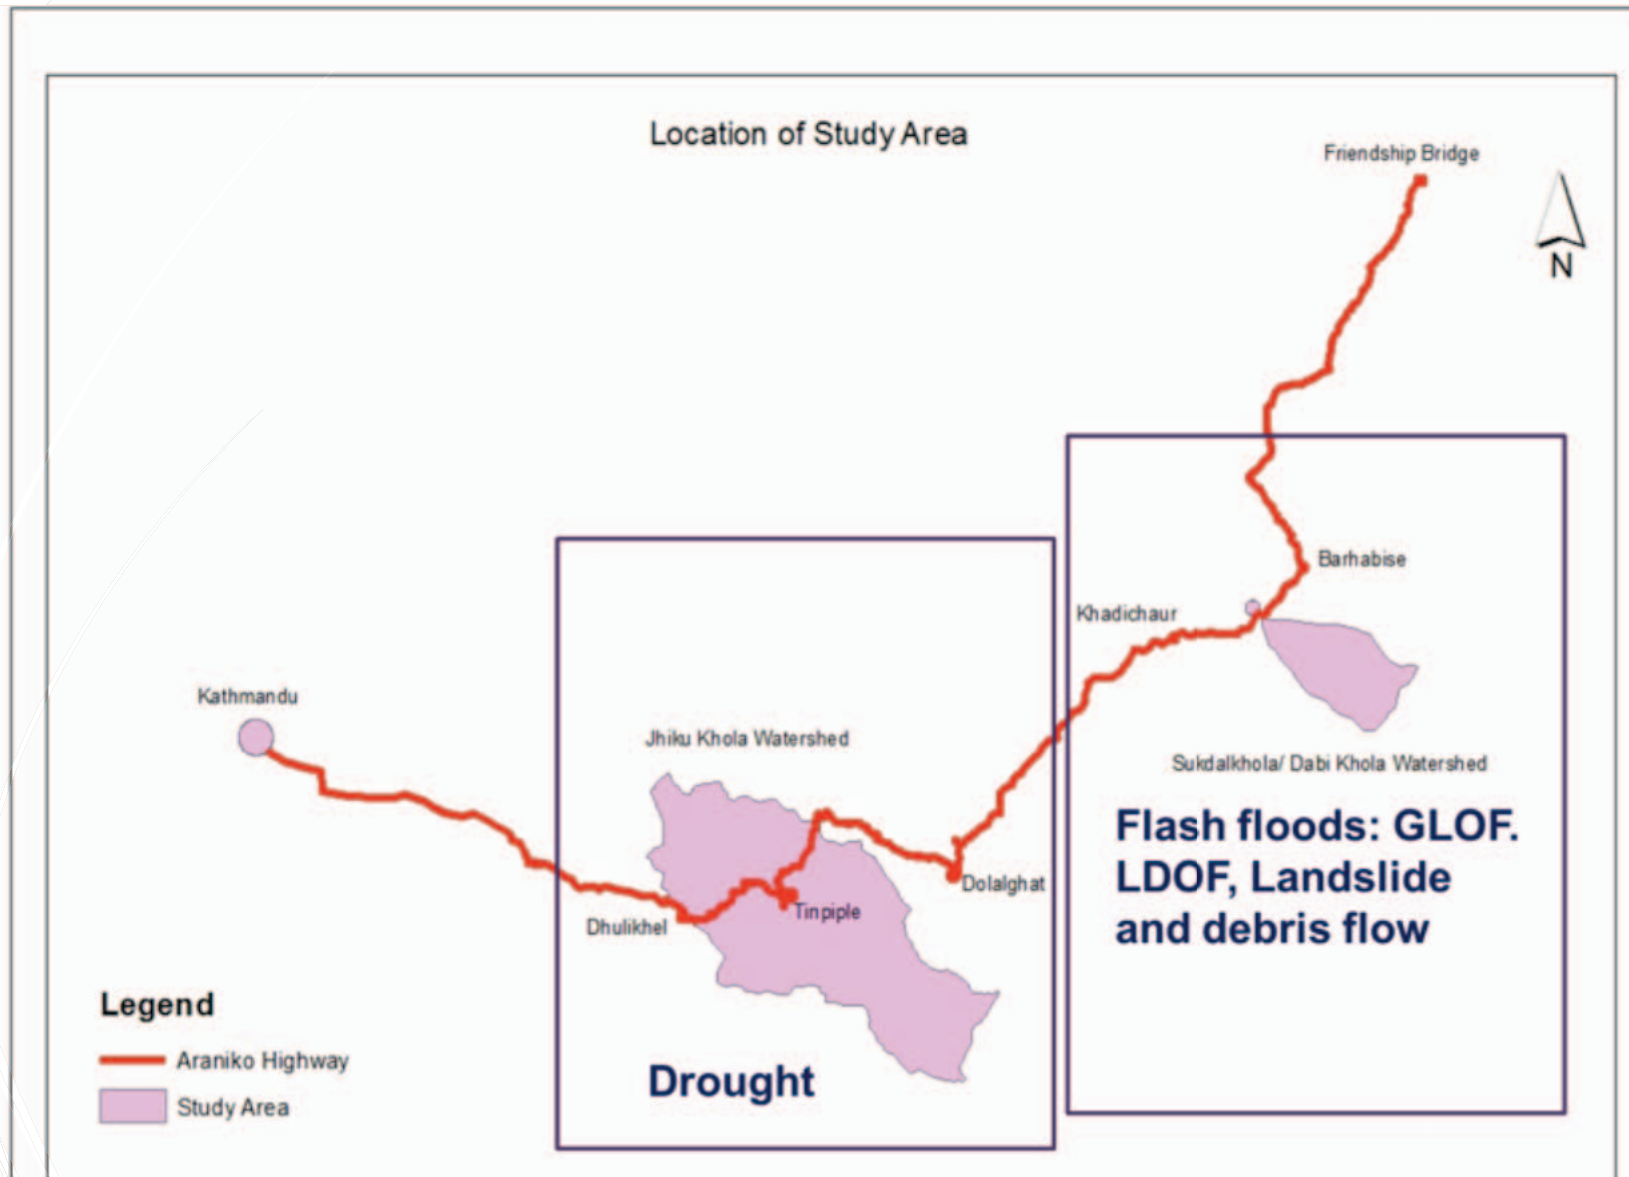 Location of Study Area
Friendship Bridge
N
Barhabise
Khadichaur
Kathmandu
Jhiku Khola Watershed
Sukdalkhola/ Dabi Khola Watershed
Flash floods: GLOF.
LDOF, Landslide
and debris flow
Dolalghat
Tinpiple
Dhulikhel
Legend
Araniko Highway
Study Area
Drought